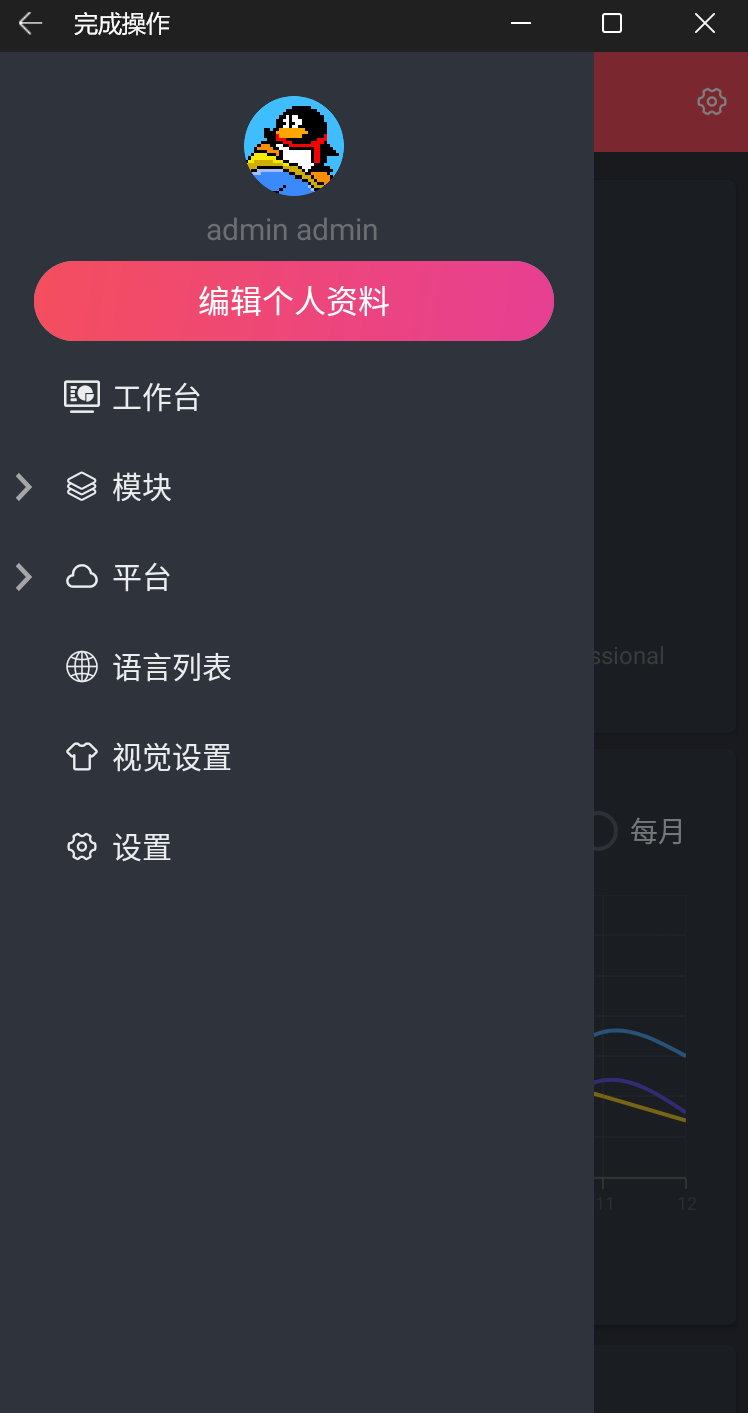 完成操作
admin admin
编辑个人资料
工作台
模块
平台
语言列表
视觉设置
设置
ssional
每月
11
12